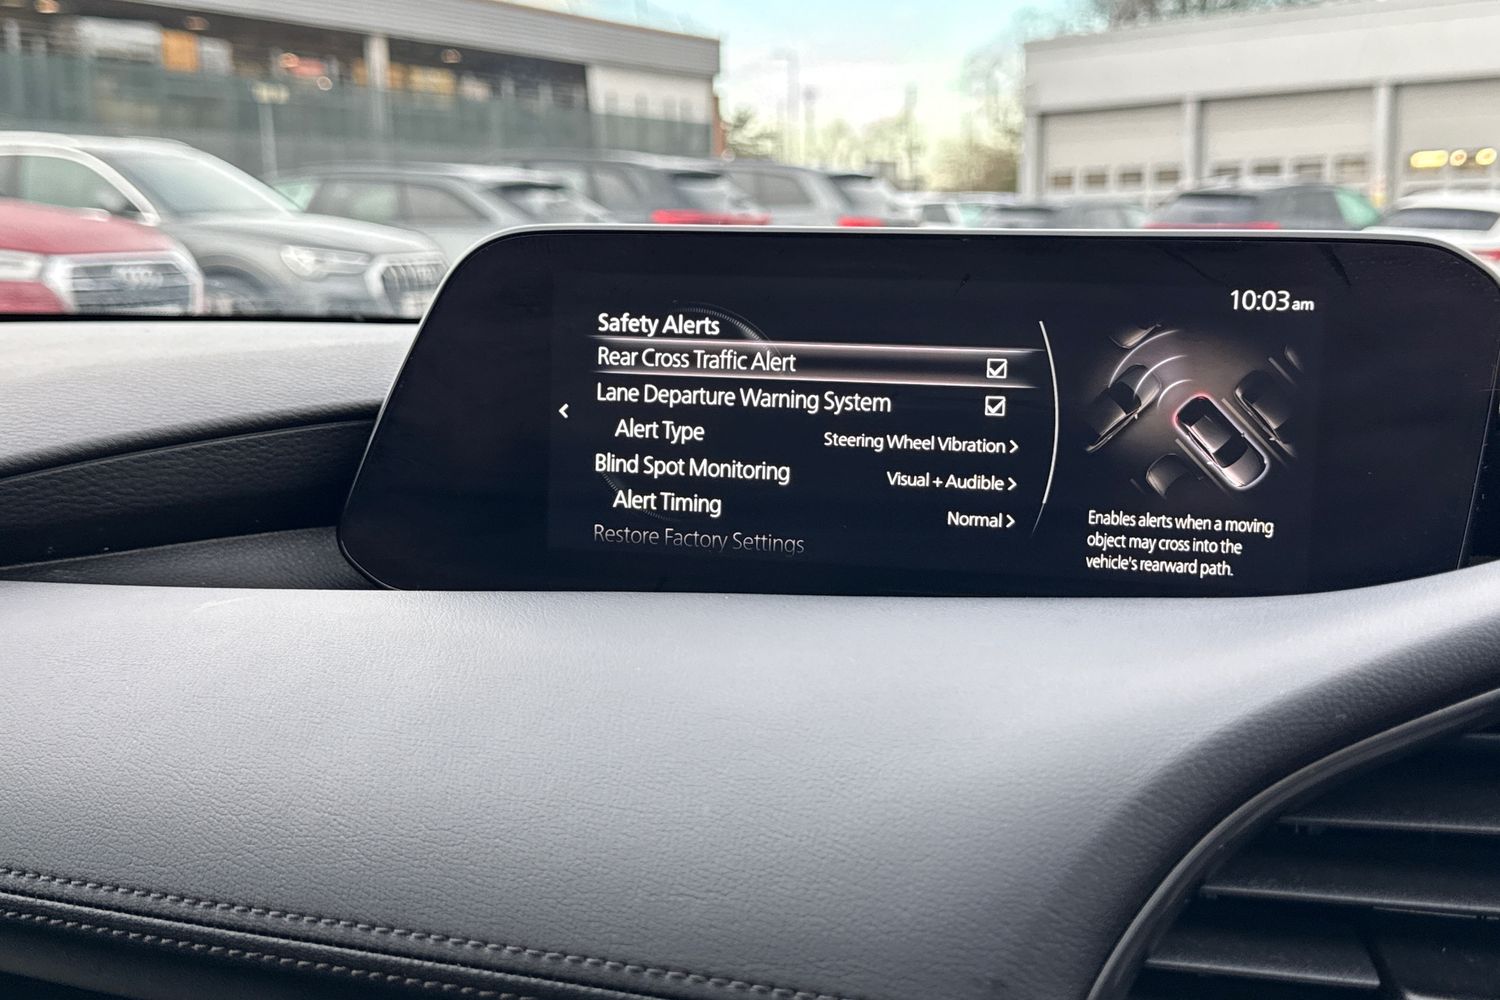 10:03 am
Safety Alerts
Rear Cross Traffic Alert
Lane Departure Warning System
Alert Type Steering Wheel Vibration >
Blind Spot Monitoring Visual + Audible >
Alert Timing Normal >
Restore Factory Settings
Enables alerts when a moving
object may cross into the
vehicle's rearward path.